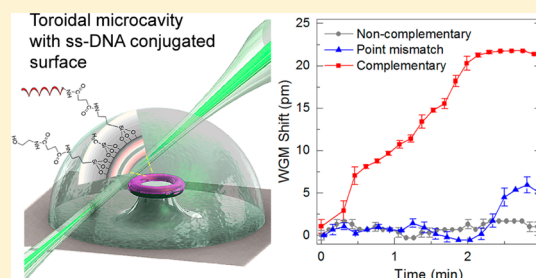 Toroidal microcavity
with ss-DNA conjugated
surface
Non-complementary
Point mismatch
Complementary
WGM Shift (pm)
25
20
15
10
5
0
0
1
2
Time (min)